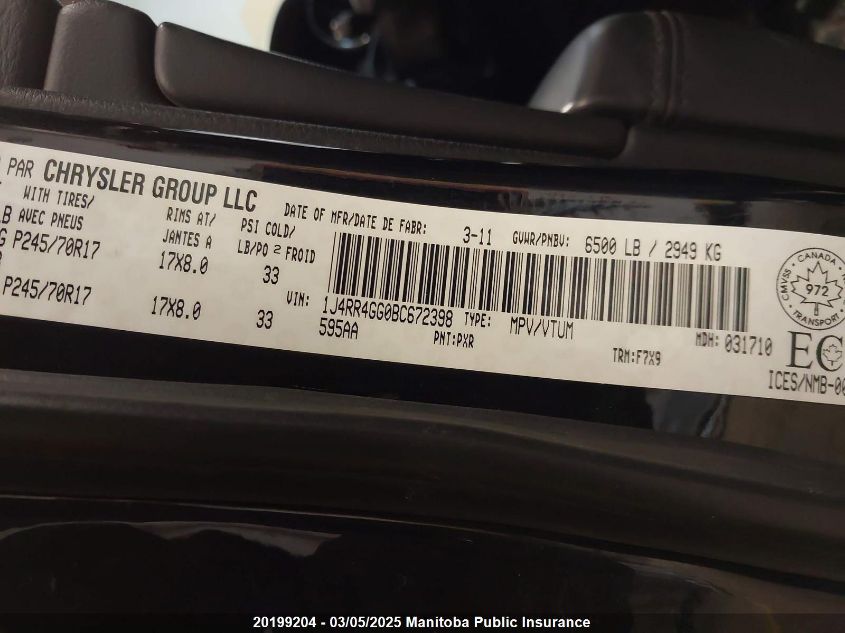 PAR CHRYSLER GROUP LLC
DATE OF MFR/DATE DE FABR: 3-11 GVWR/PNBV: 6500 LB / 2949 KG
WITH TIRES/ RIMS AT/ PSI COLD/
LB AVEC PNEUS JANTES A LB/PO 2 FROID
G P245/70R17 17X8.0 33
P245/70R17 17X8.0 33
VIN: 1J4RR4GG0BC672398 TYPE: MPV/VTUM MDH: 031710
595AA PNT:PXR TRM:F7X9
CANADA
CMVSS
972
TRANSPORT
EC
ICES/NMB-00
20199204 - 03/05/2025 Manitoba Public Insurance